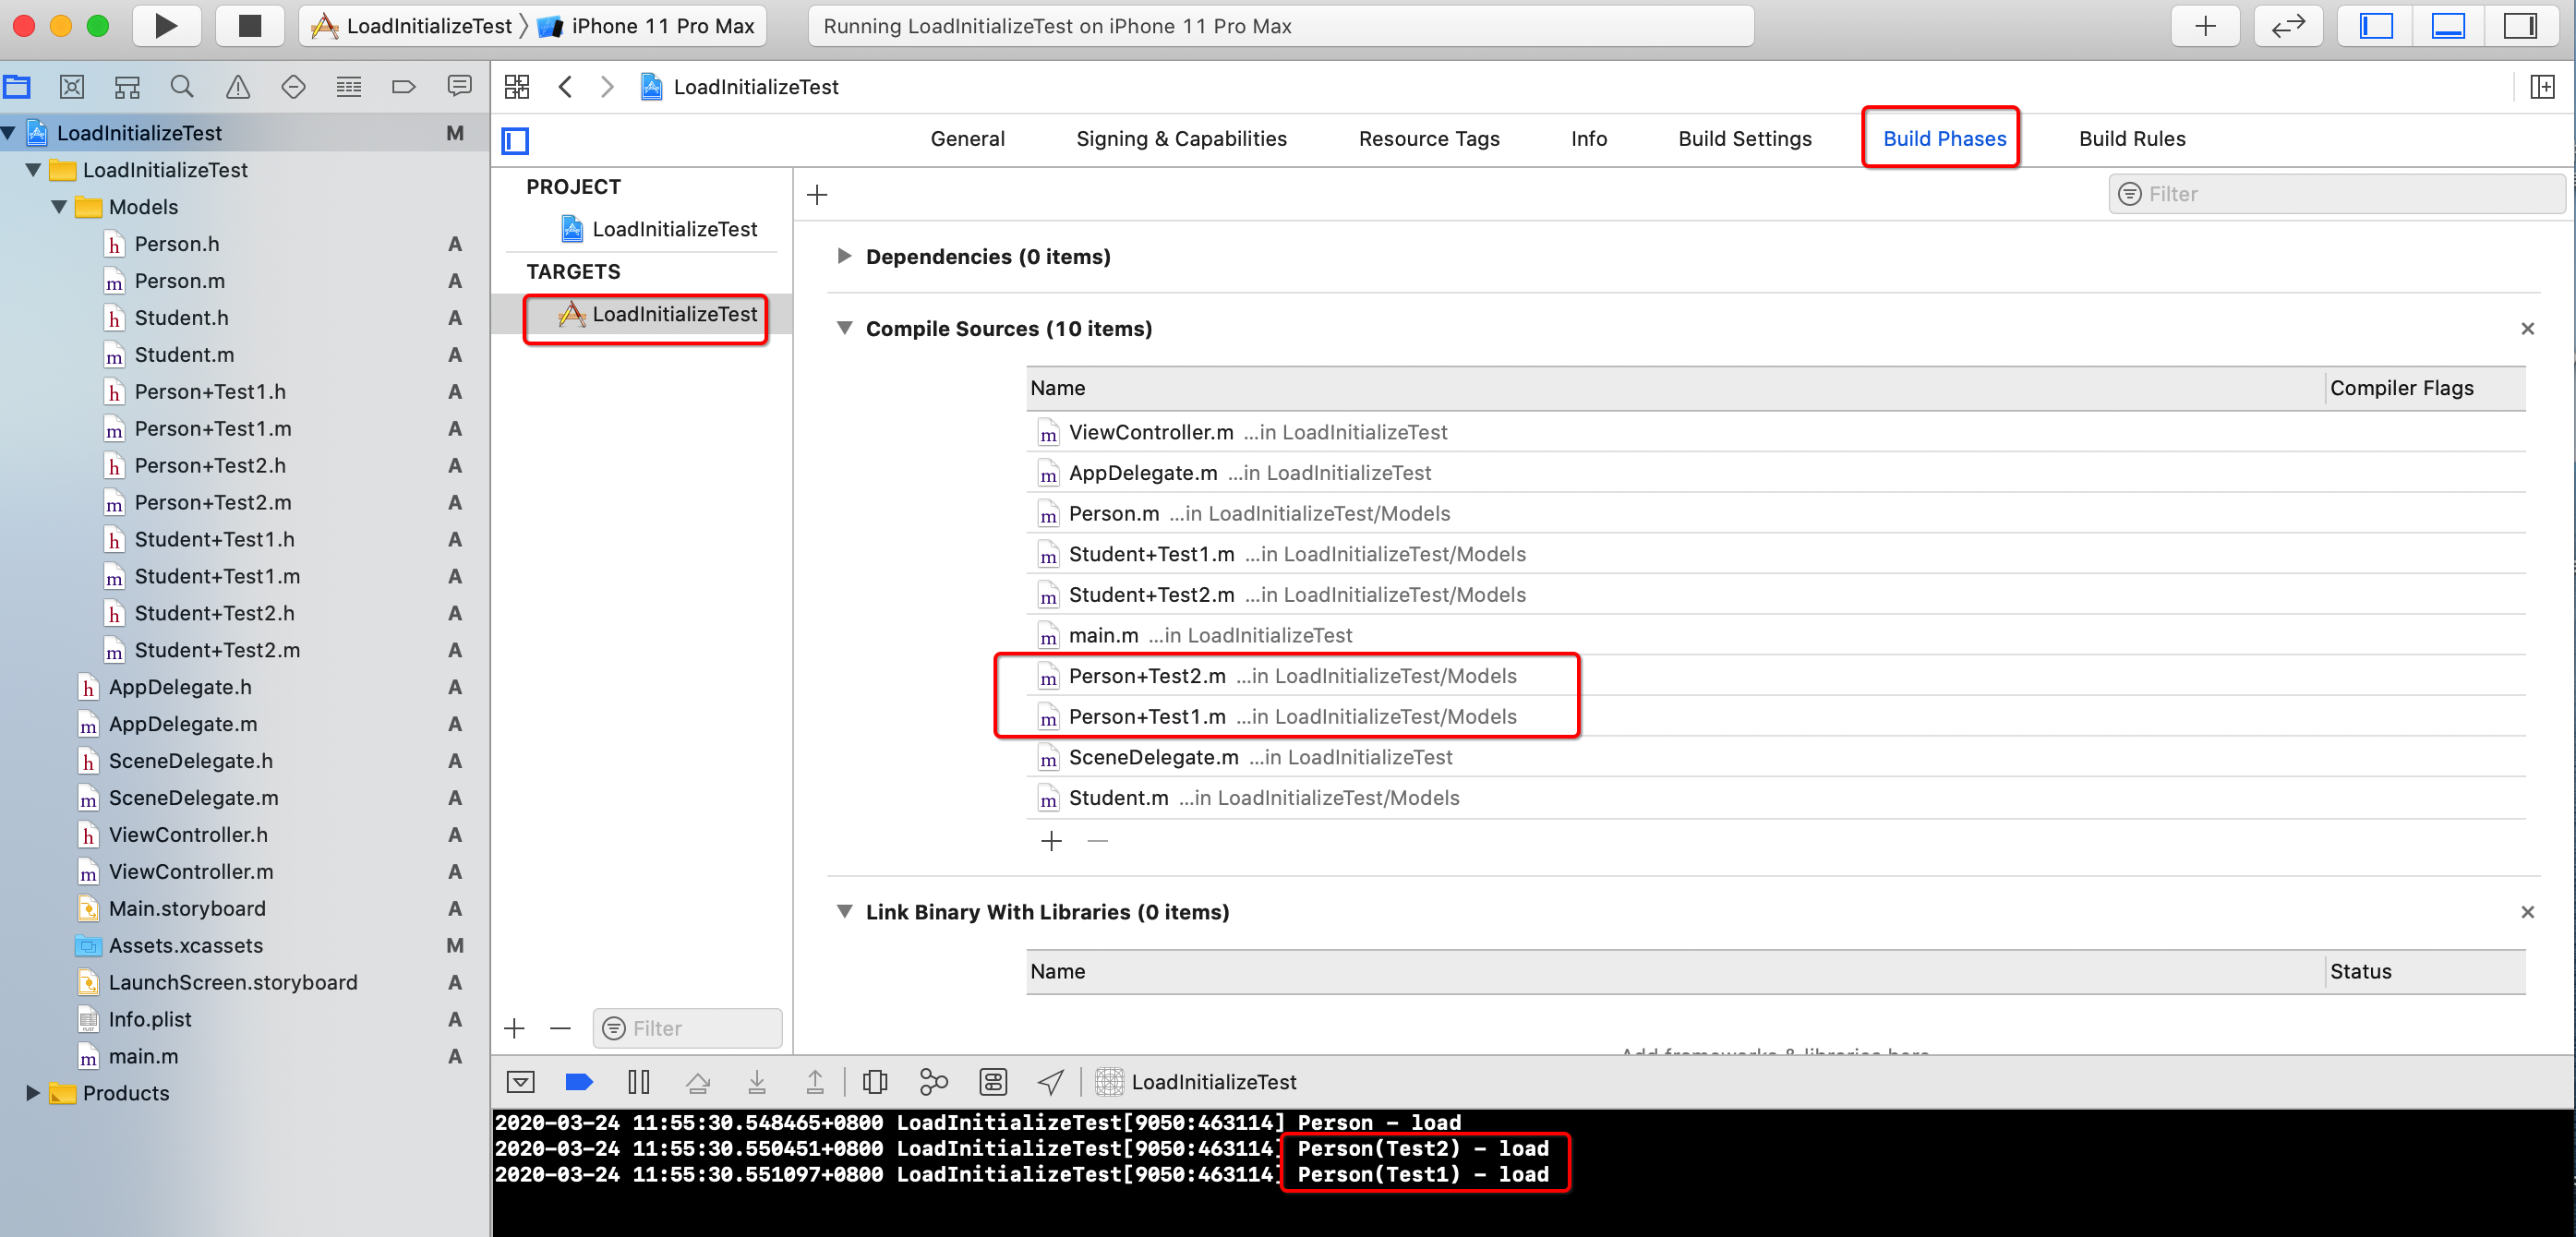 LoadInitializeTest 〉 iPhone 11 Pro Max
Running LoadInitializeTest on iPhone 11 Pro Max
LoadInitializeTest
LoadInitializeTest M
LoadInitializeTest
Models
Person.h A
Person.m A
Student.h A
Student.m A
Person+Test1.h A
Person+Test1.m A
Person+Test2.h A
Person+Test2.m A
Student+Test1.h A
Student+Test1.m A
Student+Test2.h A
Student+Test2.m A
AppDelegate.h A
AppDelegate.m A
SceneDelegate.h A
SceneDelegate.m A
ViewController.h A
ViewController.m A
Main.storyboard A
Assets.xcassets M
LaunchScreen.storyboard A
Info.plist A
main.m A
Products
General Signing & Capabilities Resource Tags Info Build Settings Build Phases Build Rules
PROJECT
LoadInitializeTest
TARGETS
LoadInitializeTest
Filter
Filter
Dependencies (0 items)
Compile Sources (10 items)
Name Compiler Flags
ViewController.m ...in LoadInitializeTest
AppDelegate.m ...in LoadInitializeTest
Person.m ...in LoadInitializeTest/Models
Student+Test1.m ...in LoadInitializeTest/Models
Student+Test2.m ...in LoadInitializeTest/Models
main.m ...in LoadInitializeTest
Person+Test2.m ...in LoadInitializeTest/Models
Person+Test1.m ...in LoadInitializeTest/Models
SceneDelegate.m ...in LoadInitializeTest
Student.m ...in LoadInitializeTest/Models
Link Binary With Libraries (0 items)
Name Status
Add frameworks & libraries here
LoadInitializeTest
2020-03-24 11:55:30.548465+0800 LoadInitializeTest[9050:463114] Person - load
2020-03-24 11:55:30.550451+0800 LoadInitializeTest[9050:463114] Person(Test2) - load
2020-03-24 11:55:30.551097+0800 LoadInitializeTest[9050:463114] Person(Test1) - load